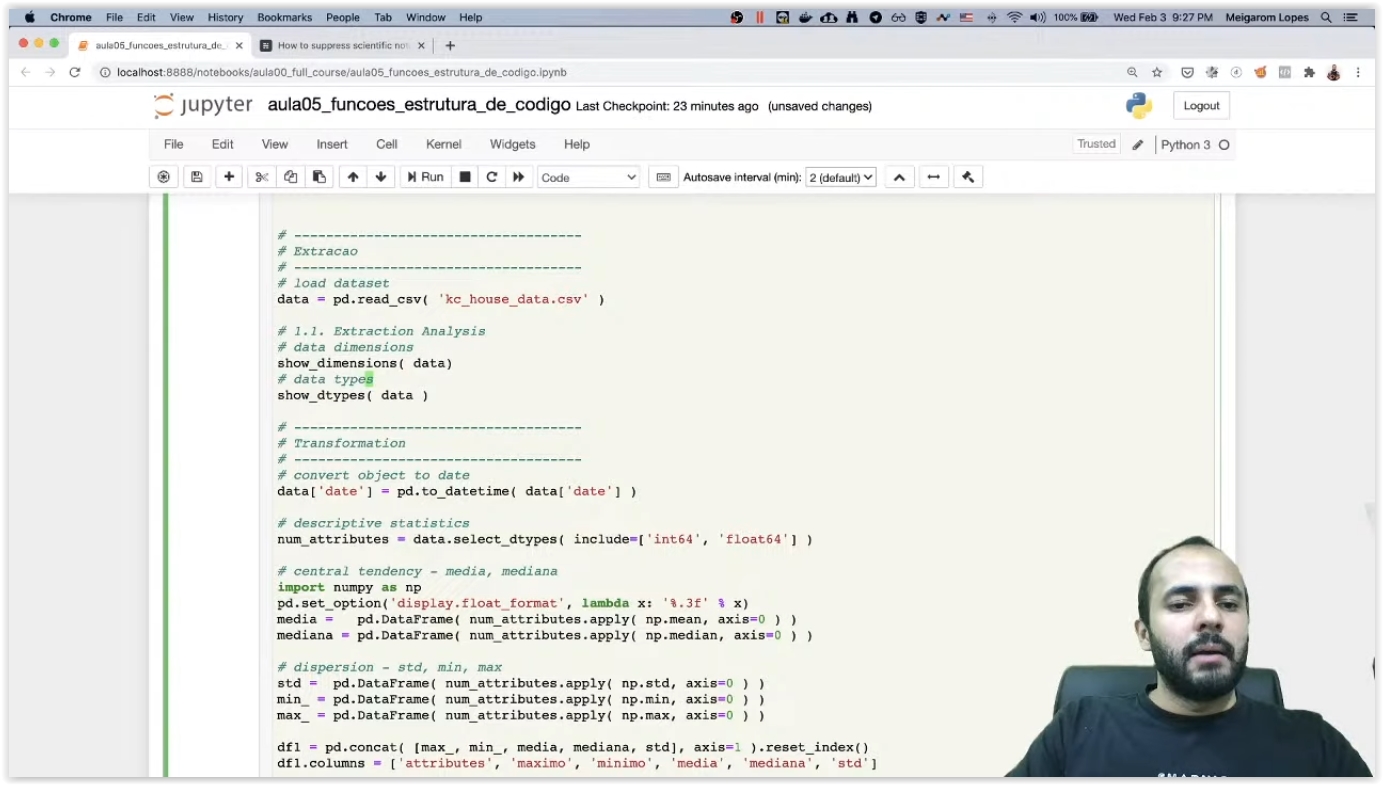 Chrome File Edit View History Bookmarks People Tab Window Help 100% Wed Feb 3 9:27 PM Meigarom Lopes
aula05_funcoes_estrutura_de_ How to suppress scientific not
localhost:8888/notebooks/aula00_full_course/aula05_funcoes_estrutura_de_codigo.ipynb
jupyter aula05_funcoes_estrutura_de_codigo Last Checkpoint: 23 minutes ago (unsaved changes) Logout
File Edit View Insert Cell Kernel Widgets Help Trusted Python 3
Run Code Autosave interval (min): 2 (default)
# ------------------------------------
# Extracao
# ------------------------------------
# load dataset
data = pd.read_csv( 'kc_house_data.csv' )
# 1.1. Extraction Analysis
# data dimensions
show_dimensions( data)
# data types
show_dtypes( data )
# ------------------------------------
# Transformation
# ------------------------------------
# convert object to date
data['date'] = pd.to_datetime( data['date'] )
# descriptive statistics
num_attributes = data.select_dtypes( include=['int64', 'float64'] )
# central tendency - media, mediana
import numpy as np
pd.set_option('display.float_format', lambda x: '%.3f' % x)
media =   pd.DataFrame( num_attributes.apply( np.mean, axis=0 ) )
mediana = pd.DataFrame( num_attributes.apply( np.median, axis=0 ) )
# dispersion - std, min, max
std =  pd.DataFrame( num_attributes.apply( np.std, axis=0 ) )
min_ = pd.DataFrame( num_attributes.apply( np.min, axis=0 ) )
max_ = pd.DataFrame( num_attributes.apply( np.max, axis=0 ) )
df1 = pd.concat( [max_, min_, media, mediana, std], axis=1 ).reset_index()
df1.columns = ['attributes', 'maximo', 'minimo', 'media', 'mediana', 'std']